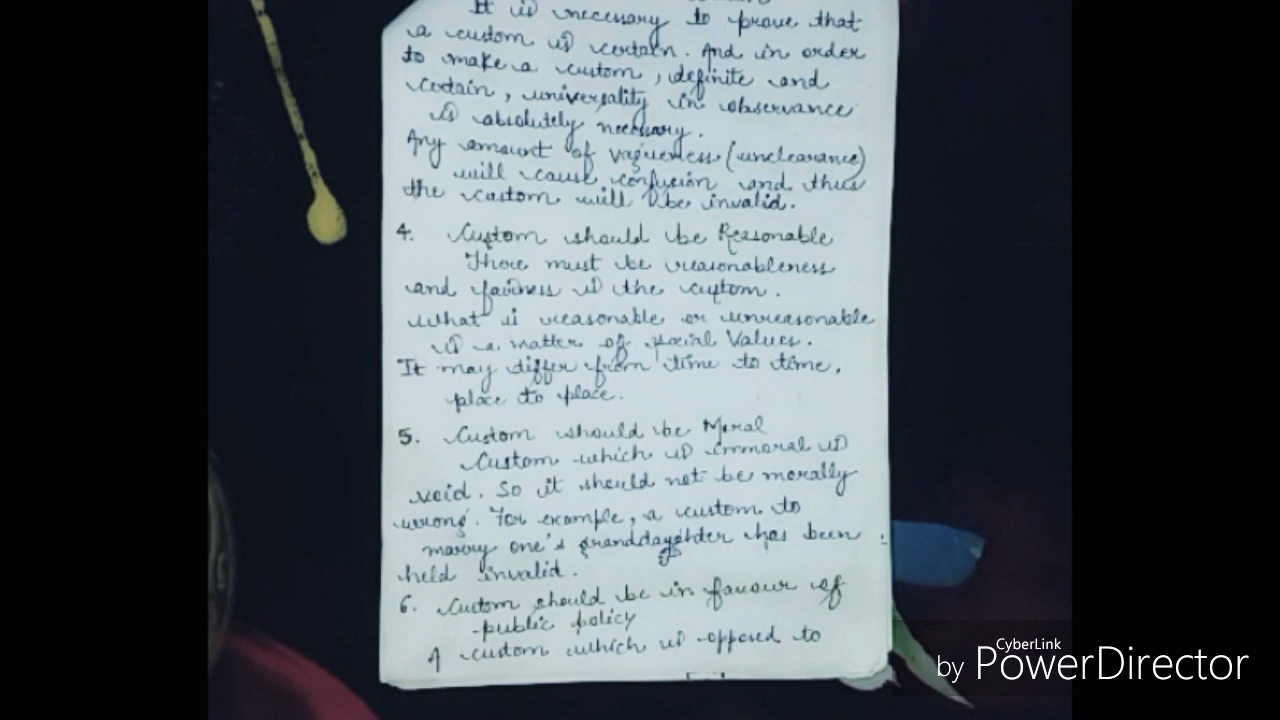 It is necessary to prove that
a custom is certain. And in order
to make a custom, definite and
certain, universality in observance
is absolutely necessary.
Any amount of vagueness (unclearance)
will cause confusion and thus
the custom will be invalid.
4. Custom should be Reasonable
There must be reasonableness
and fairness is the custom.
What is reasonable or unreasonable
is a matter of social Values.
It may differ from time to time,
place to place.
5. Custom should be Moral
Custom which is immoral is
void. So it should not be morally
wrong. For example, a custom to
marry one's granddaughter has been
held invalid.
6. Custom should be in favour of
public policy
A custom which is opposed to
CyberLink
by PowerDirector